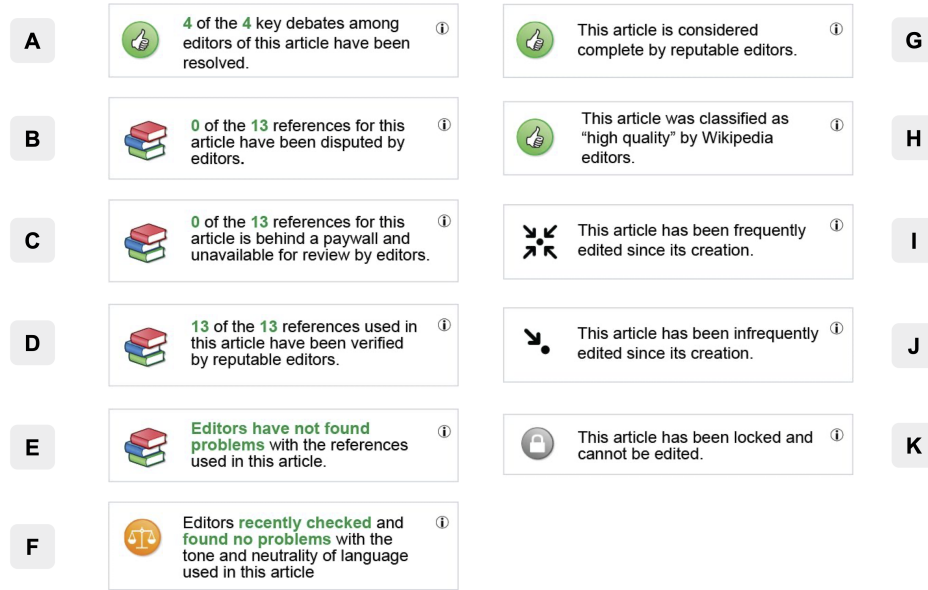 A
4 of the 4 key debates among
editors of this article have been
resolved.
B
0 of the 13 references for this
article have been disputed by
editors.
C
0 of the 13 references for this
article is behind a paywall and
unavailable for review by editors.
D
13 of the 13 references used in
this article have been verified
by reputable editors.
E
Editors have not found
problems with the references
used in this article.
F
Editors recently checked and
found no problems with the
tone and neutrality of language
used in this article
G
This article is considered
complete by reputable editors.
H
This article was classified as
“high quality” by Wikipedia
editors.
I
This article has been frequently
edited since its creation.
J
This article has been infrequently
edited since its creation.
K
This article has been locked and
cannot be edited.